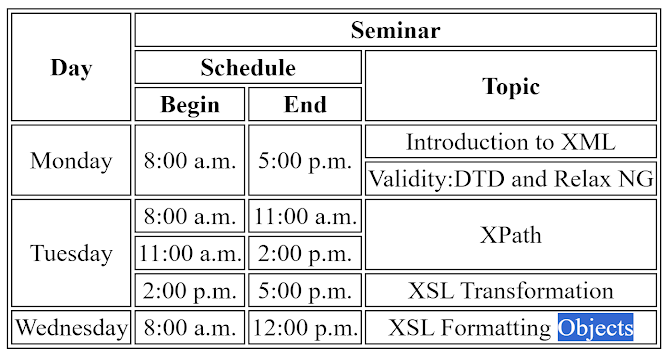 Seminar
Day
Schedule
Topic
Begin End
Monday 8:00 a.m. 5:00 p.m. Introduction to XML
Validity:DTD and Relax NG
Tuesday 8:00 a.m. 11:00 a.m. XPath
11:00 a.m. 2:00 p.m.
2:00 p.m. 5:00 p.m. XSL Transformation
Wednesday 8:00 a.m. 12:00 p.m. XSL Formatting Objects